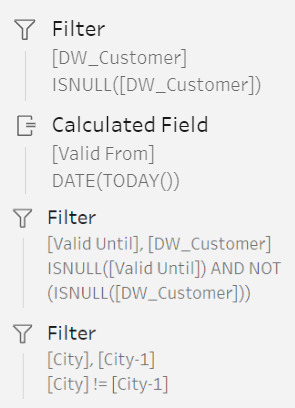 Filter
[DW_Customer]
ISNULL([DW_Customer])
Calculated Field
[Valid From]
DATE(TODAY())
Filter
[Valid Until], [DW_Customer]
ISNULL([Valid Until]) AND NOT
(ISNULL([DW_Customer]))
Filter
[City], [City-1]
[City] != [City-1]